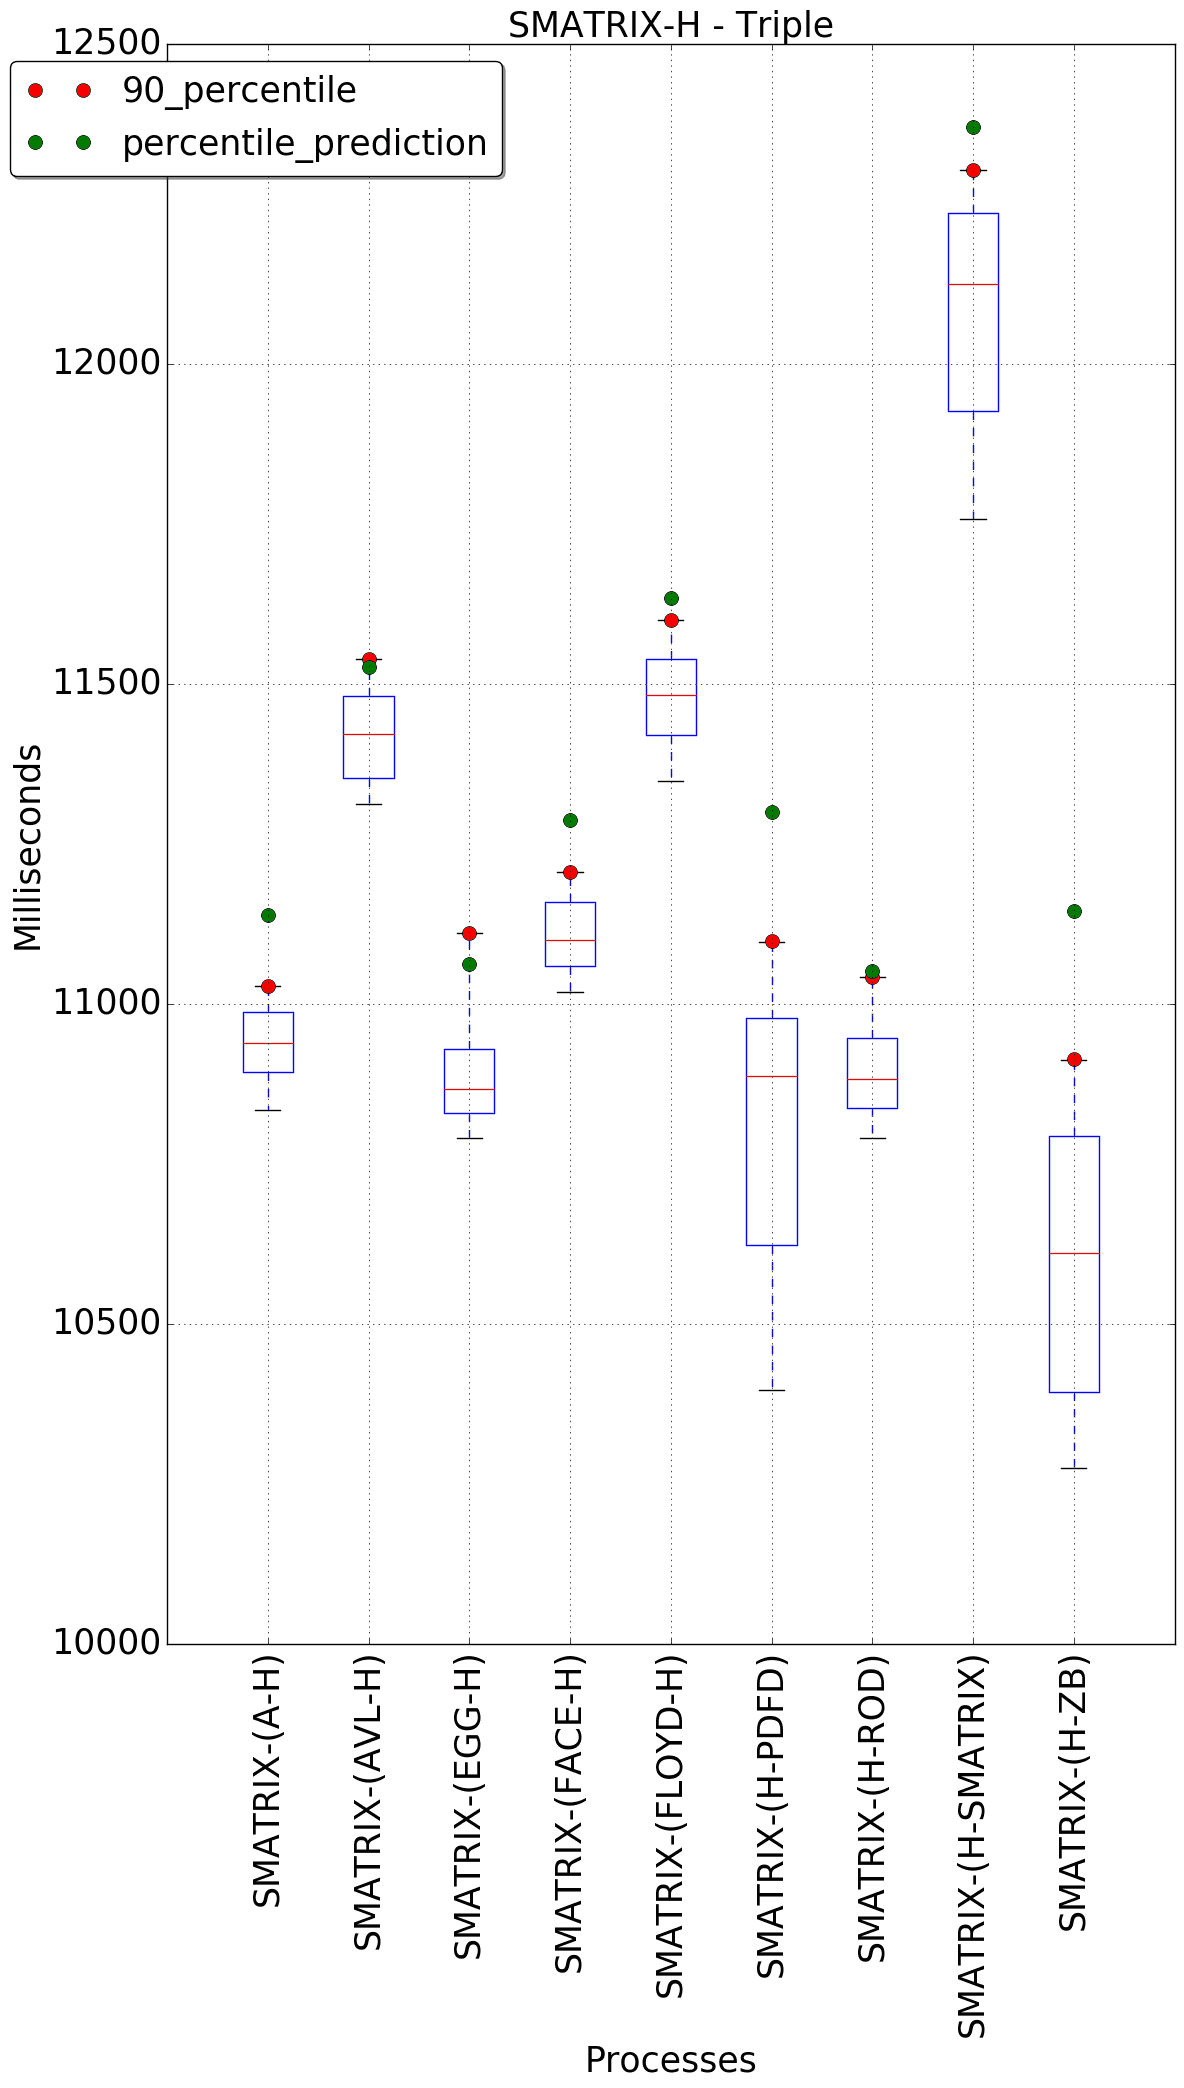 SMATRIX-H - Triple
90_percentile
percentile_prediction
12500
12000
11500
11000
10500
10000
Milliseconds
SMATRIX-(A-H)
SMATRIX-(AVL-H)
SMATRIX-(EGG-H)
SMATRIX-(FACE-H)
SMATRIX-(FLOYD-H)
SMATRIX-(H-PDFD)
SMATRIX-(H-ROD)
SMATRIX-(H-SMATRIX)
SMATRIX-(H-ZB)
Processes